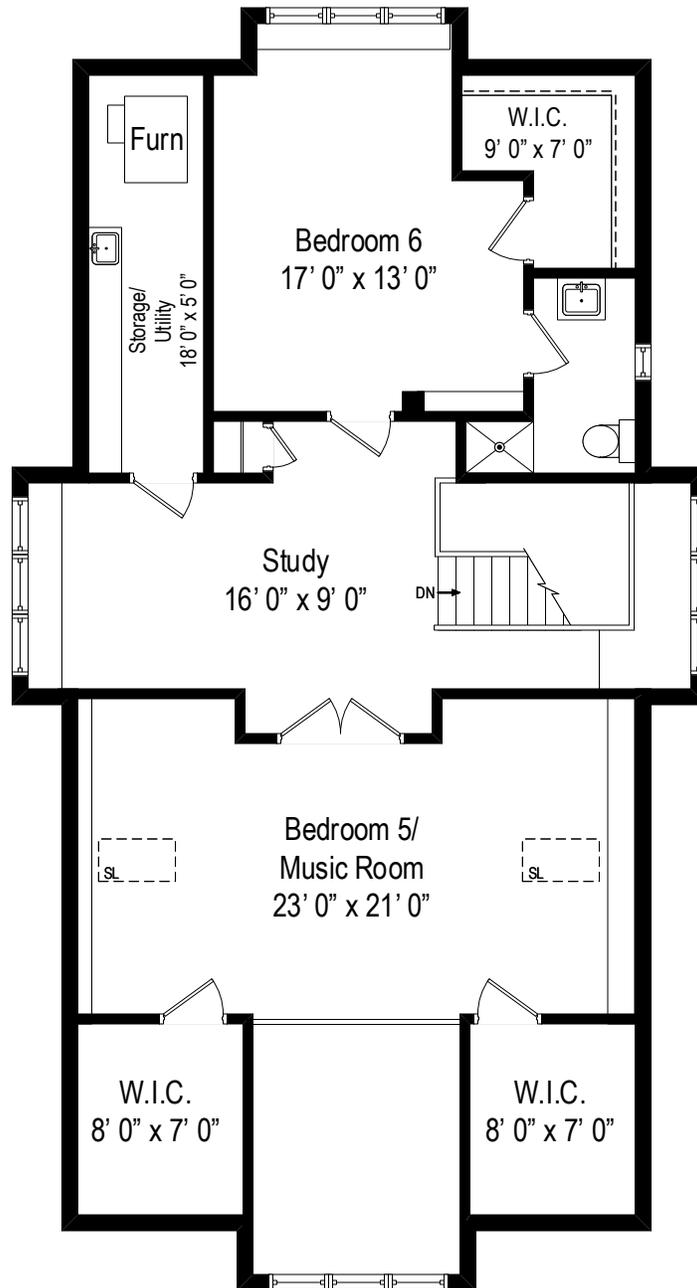 Furn
W.I.C.
9’ 0” x 7’ 0”
Bedroom 6
17’ 0” x 13’ 0”
Storage/
Utility
18’ 0” x 5’ 0”
Study
16’ 0” x 9’ 0”
DN
Bedroom 5/
Music Room
23’ 0” x 21’ 0”
SL
SL
W.I.C.
8’ 0” x 7’ 0”
W.I.C.
8’ 0” x 7’ 0”